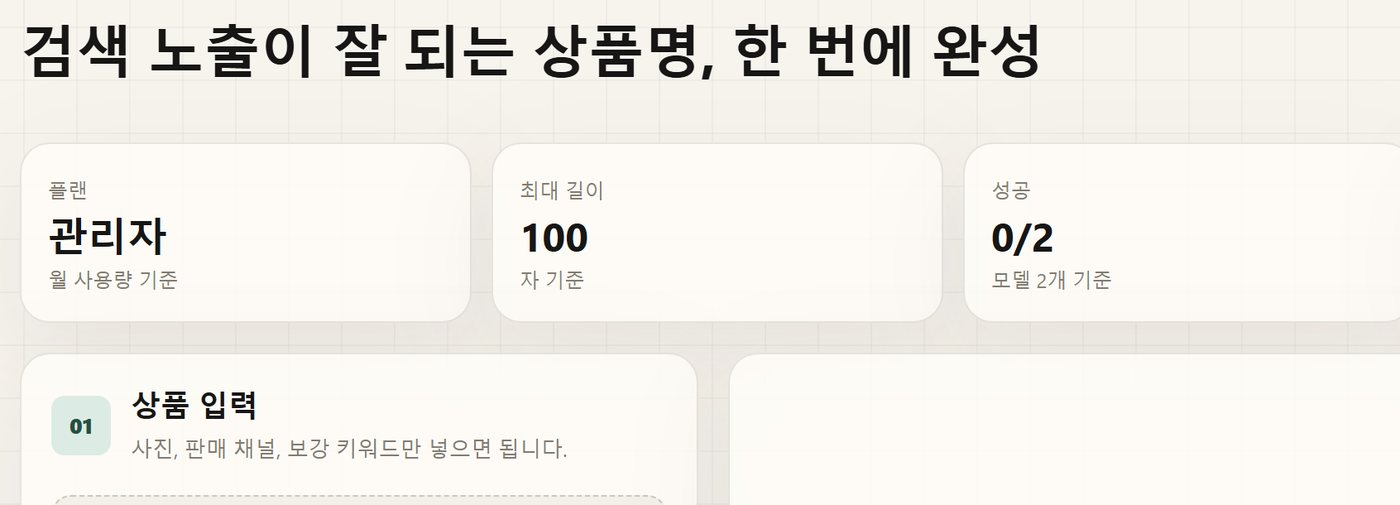 검색 노출이 잘 되는 상품명, 한 번에 완성
플랜
관리자
월 사용량 기준
최대 길이
100
자 기준
성공
0/2
모델 2개 기준
01
상품 입력
사진, 판매 채널, 보강 키워드만 넣으면 됩니다.